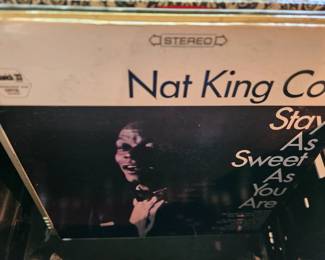 STEREO
Nat King Co
Stay
As
Sweet
As
You
Are